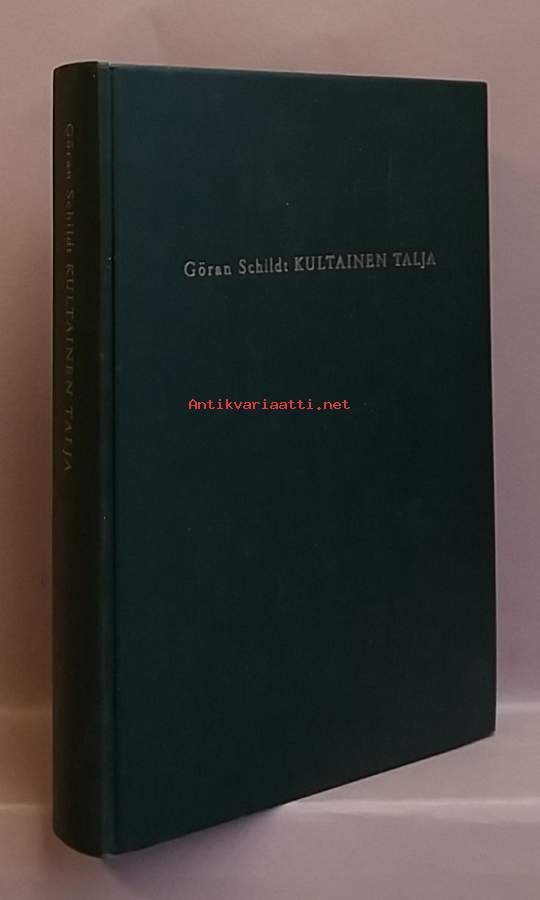 Göran Schildt KULTAINEN TALJA
Göran Schildt KULTAINEN TALJA
Antikvariaatti.net